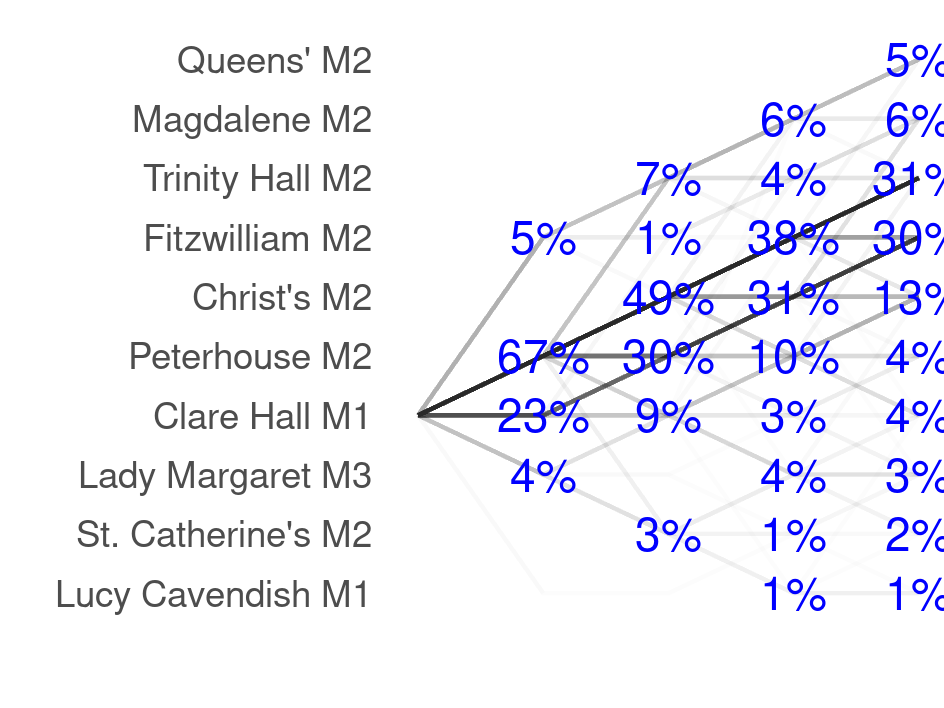 Queens' M2 5%
Magdalene M2 6% 6%
Trinity Hall M2 7% 4% 31%
Fitzwilliam M2 5% 1% 38% 30%
Christ's M2 49% 31% 13%
Peterhouse M2 67% 30% 10% 4%
Clare Hall M1 23% 9% 3% 4%
Lady Margaret M3 4% 4% 3%
St. Catherine's M2 3% 1% 2%
Lucy Cavendish M1 1% 1%